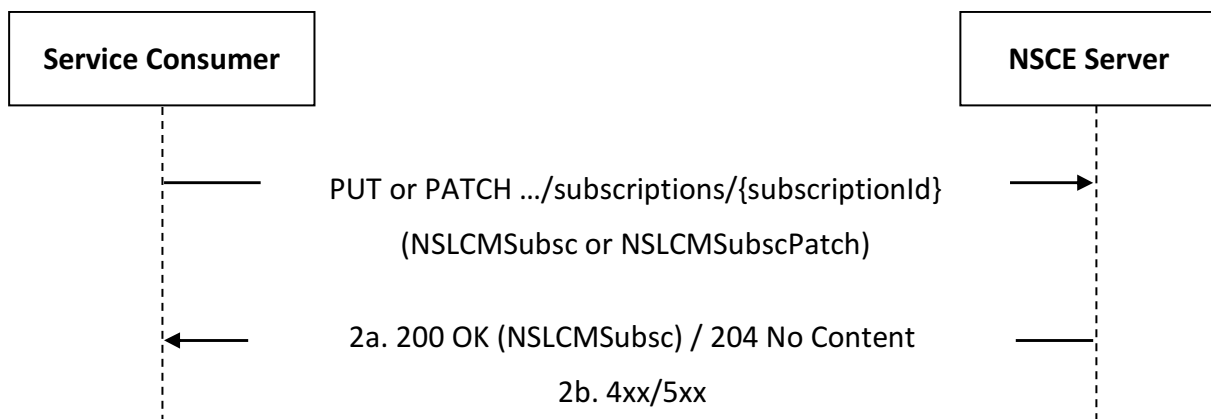 Service Consumer
NSCE Server
PUT or PATCH …/subscriptions/{subscriptionId}
(NSLCMSubsc or NSLCMSubscPatch)
2a. 200 OK (NSLCMSubsc) / 204 No Content
2b. 4xx/5xx